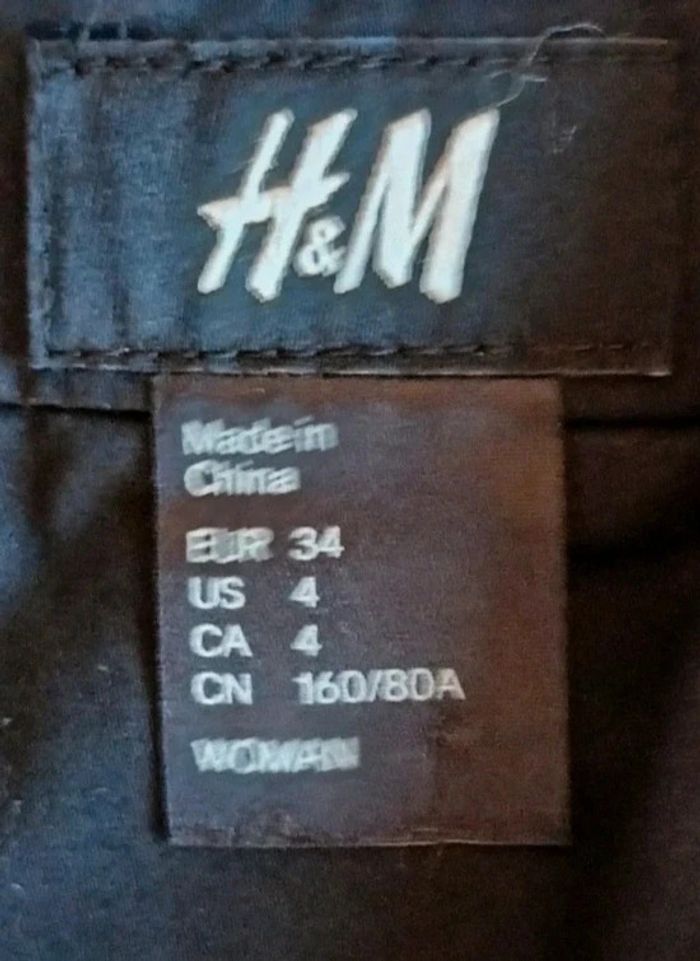 H&M
Made in
China
EUR 34
US 4
CA 4
CN 160/80A
WOMAN